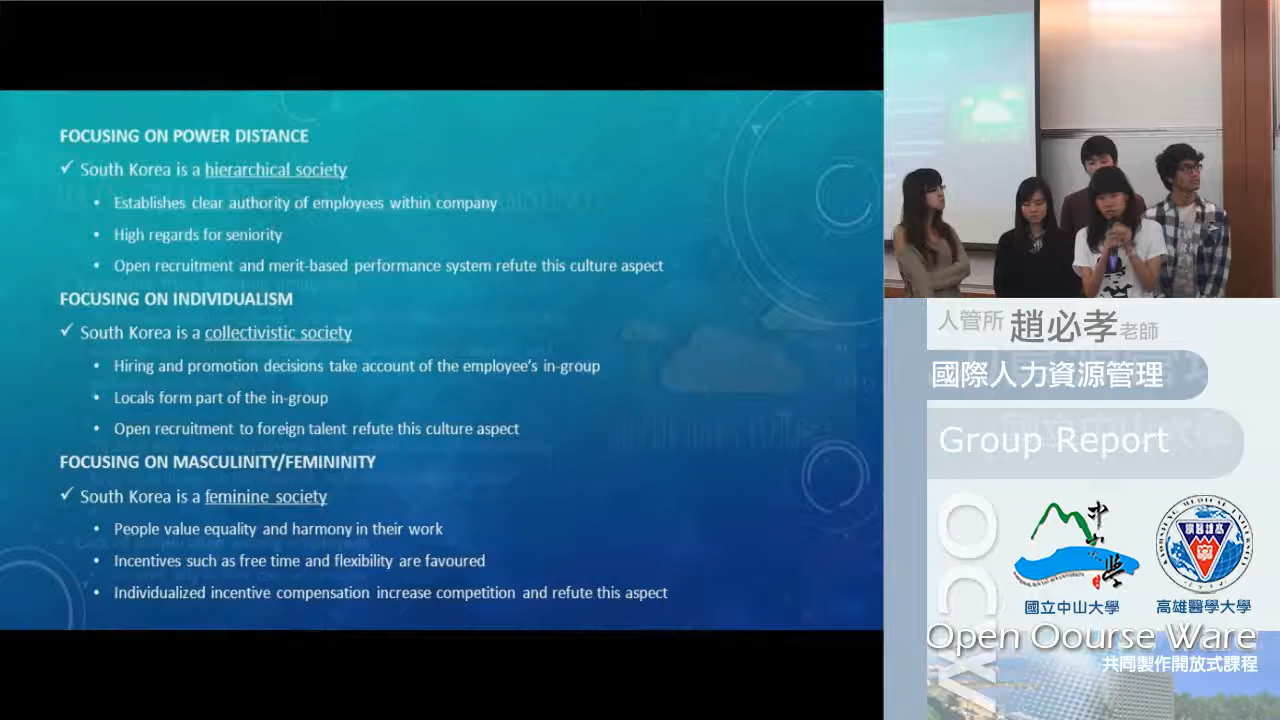 FOCUSING ON POWER DISTANCE
✓ South Korea is a hierarchical society
• Establishes clear authority of employees within company
• High regards for seniority
• Open recruitment and merit-based performance system refute this culture aspect
FOCUSING ON INDIVIDUALISM
✓ South Korea is a collectivistic society
• Hiring and promotion decisions take account of the employee's in-group
• Locals form part of the in-group
• Open recruitment to foreign talent refute this culture aspect
FOCUSING ON MASCULINITY/FEMININITY
✓ South Korea is a feminine society
• People value equality and harmony in their work
• Incentives such as free time and flexibility are favoured
• Individualized incentive compensation increase competition and refute this aspect
人管所 趙必孝老師
國際人力資源管理
Group Report
OCW
中山大學
國立中山大學
高雄醫學大學
Open Oourse Ware
共同製作開放式課程